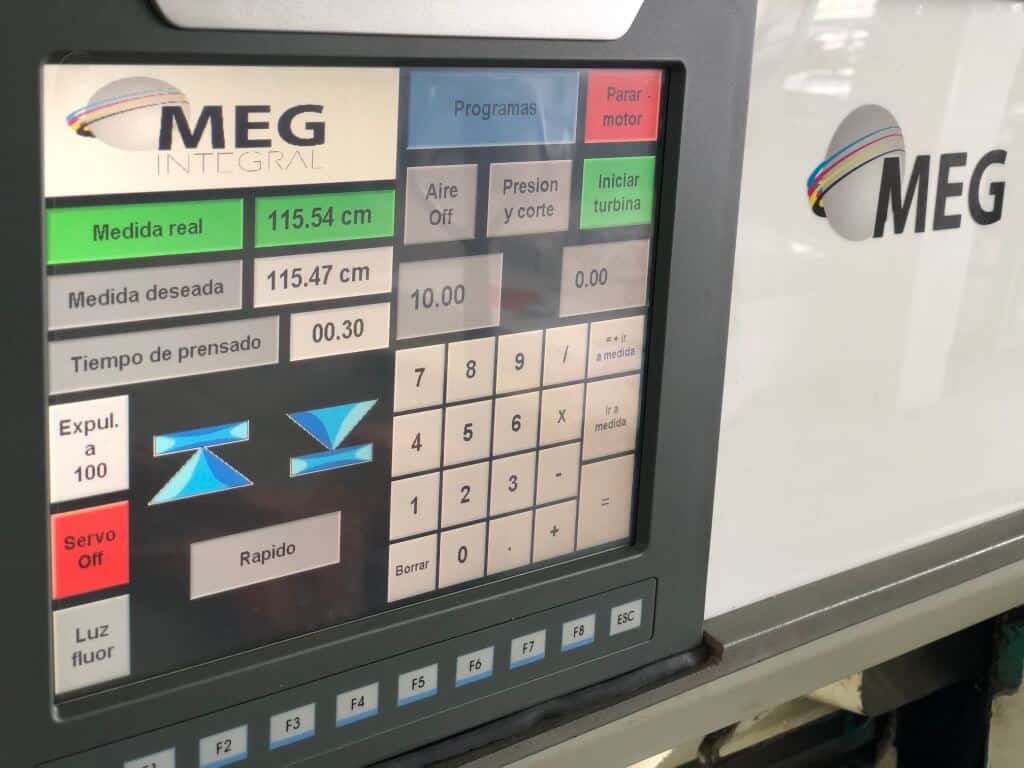 MEG
INTEGRAL
Programas
Parar
motor
Medida real
115.54 cm
Aire
Off
Presion
y corte
Iniciar
turbina
Medida deseada
115.47 cm
10.00
0.00
Tiempo de prensado
00.30
7 8 9 /
= + ir
a medida
4 5 6 X
Ir a
medida
1 2 3 -
=
Borrar 0 . +
Expul.
a
100
Servo
Off
Rapido
Luz
fluor
F2 F3 F4 F5 F6 F7 F8 ESC
MEG